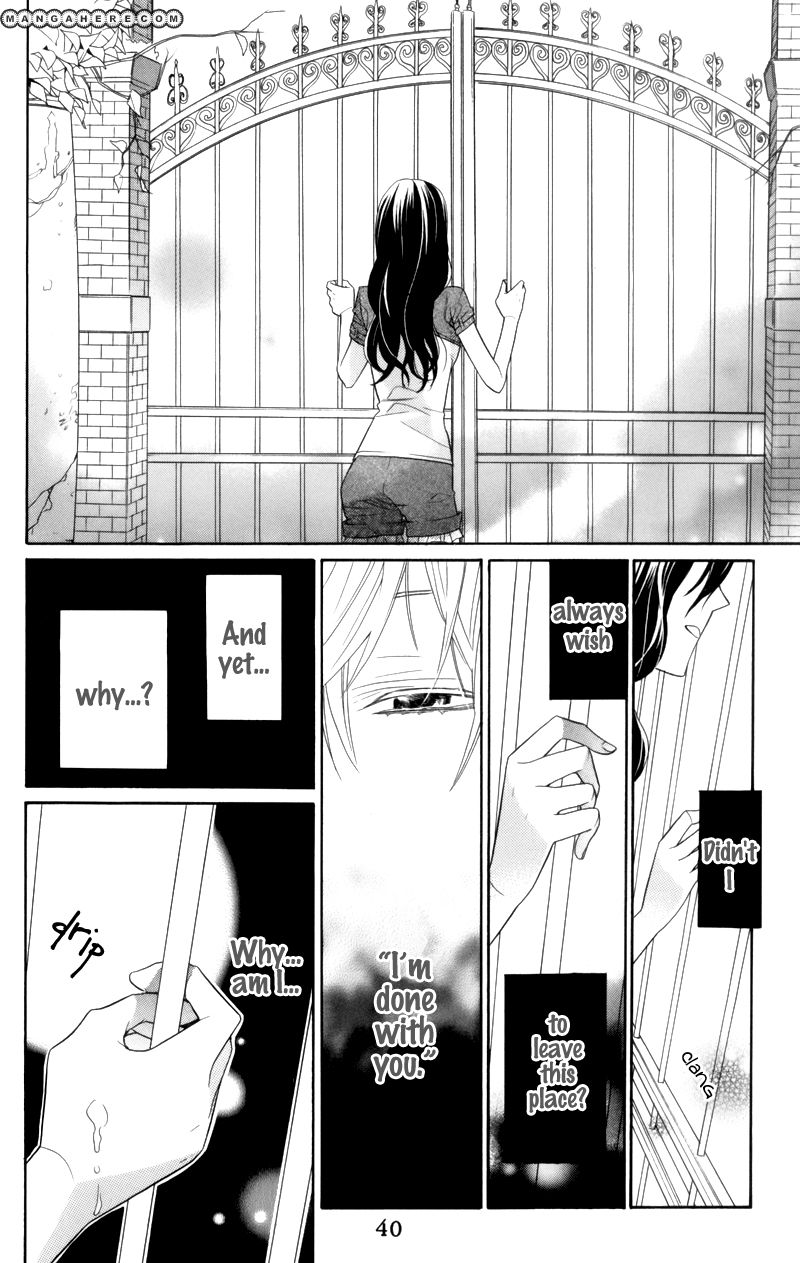 MANGAHERE.COM
Didn't
I
clang
always
wish
to
leave
this
place?
"I'm
done
with
you."
And
yet...
why...?
Why...
am I...
drip
40